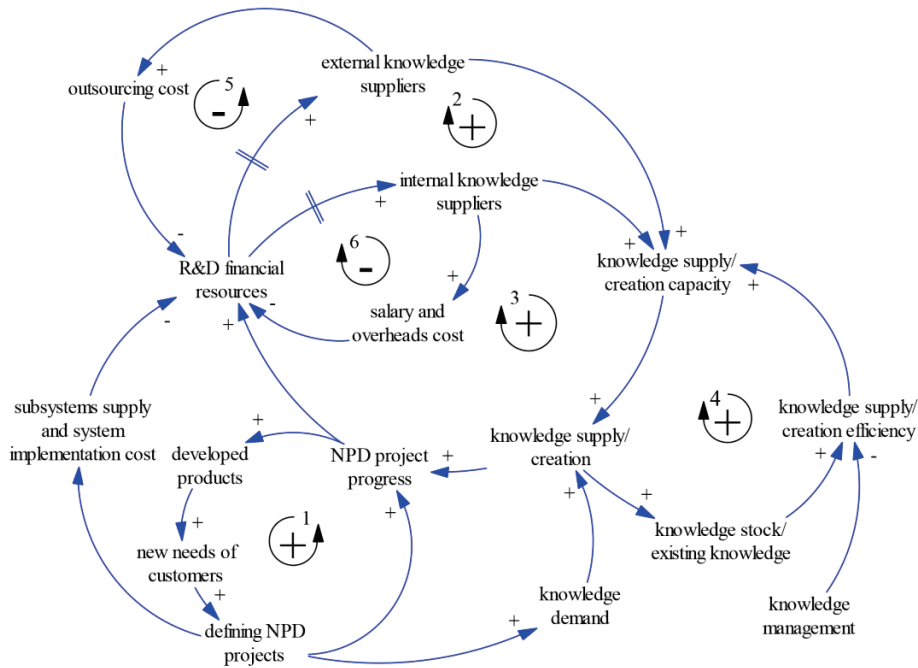 external knowledge
suppliers
outsourcing cost
+
5
-
2
+
+
internal knowledge
suppliers
+
+
+
-
6
-
R&D financial
resources
knowledge supply/
creation capacity
+
+
3
+
-
-
+
salary and
overheads cost
subsystems supply
and system
implementation cost
+
4
+
knowledge supply/
creation efficiency
+
developed
products
NPD project
progress
+
knowledge supply/
creation
+
-
+
+
+
+
1
+
new needs of
customers
knowledge stock/
existing knowledge
+
+
defining NPD
projects
+
knowledge
demand
knowledge
management